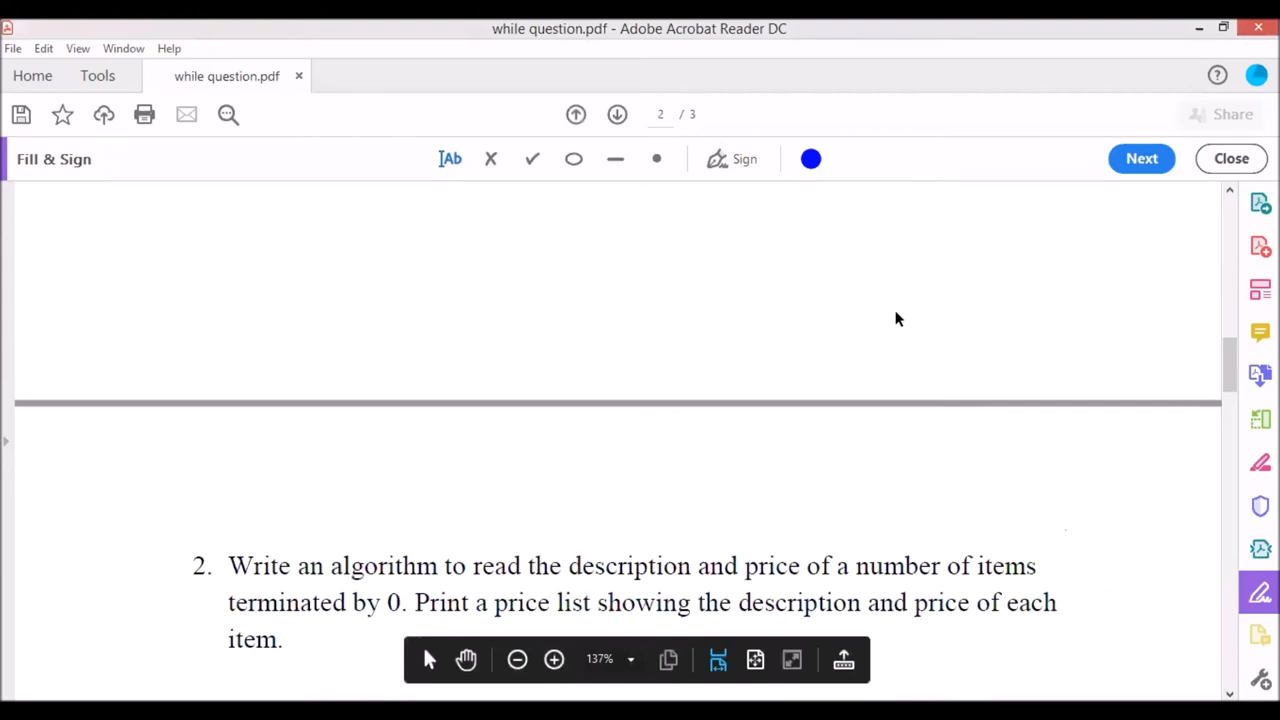 while question.pdf - Adobe Acrobat Reader DC
File Edit View Window Help
Home Tools while question.pdf
2 / 3 Share
Fill & Sign Ab Sign Next Close
2. Write an algorithm to read the description and price of a number of items
terminated by 0. Print a price list showing the description and price of each
item.
137%